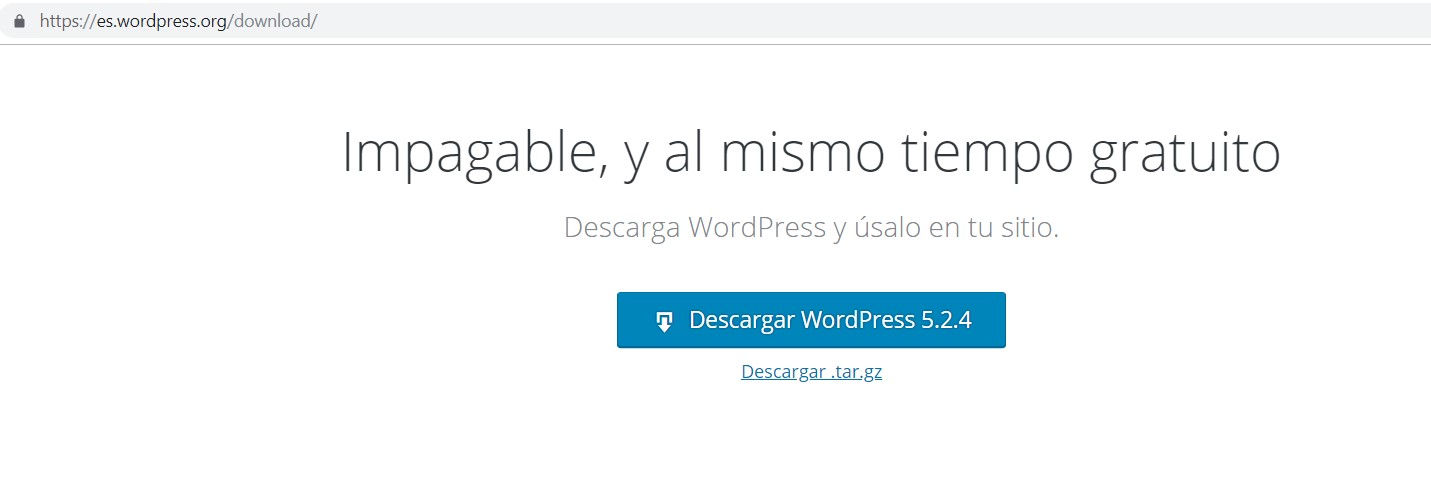 https://es.wordpress.org/download/
Impagable, y al mismo tiempo gratuito
Descarga WordPress y úsalo en tu sitio.
Descargar WordPress 5.2.4
Descargar .tar.gz